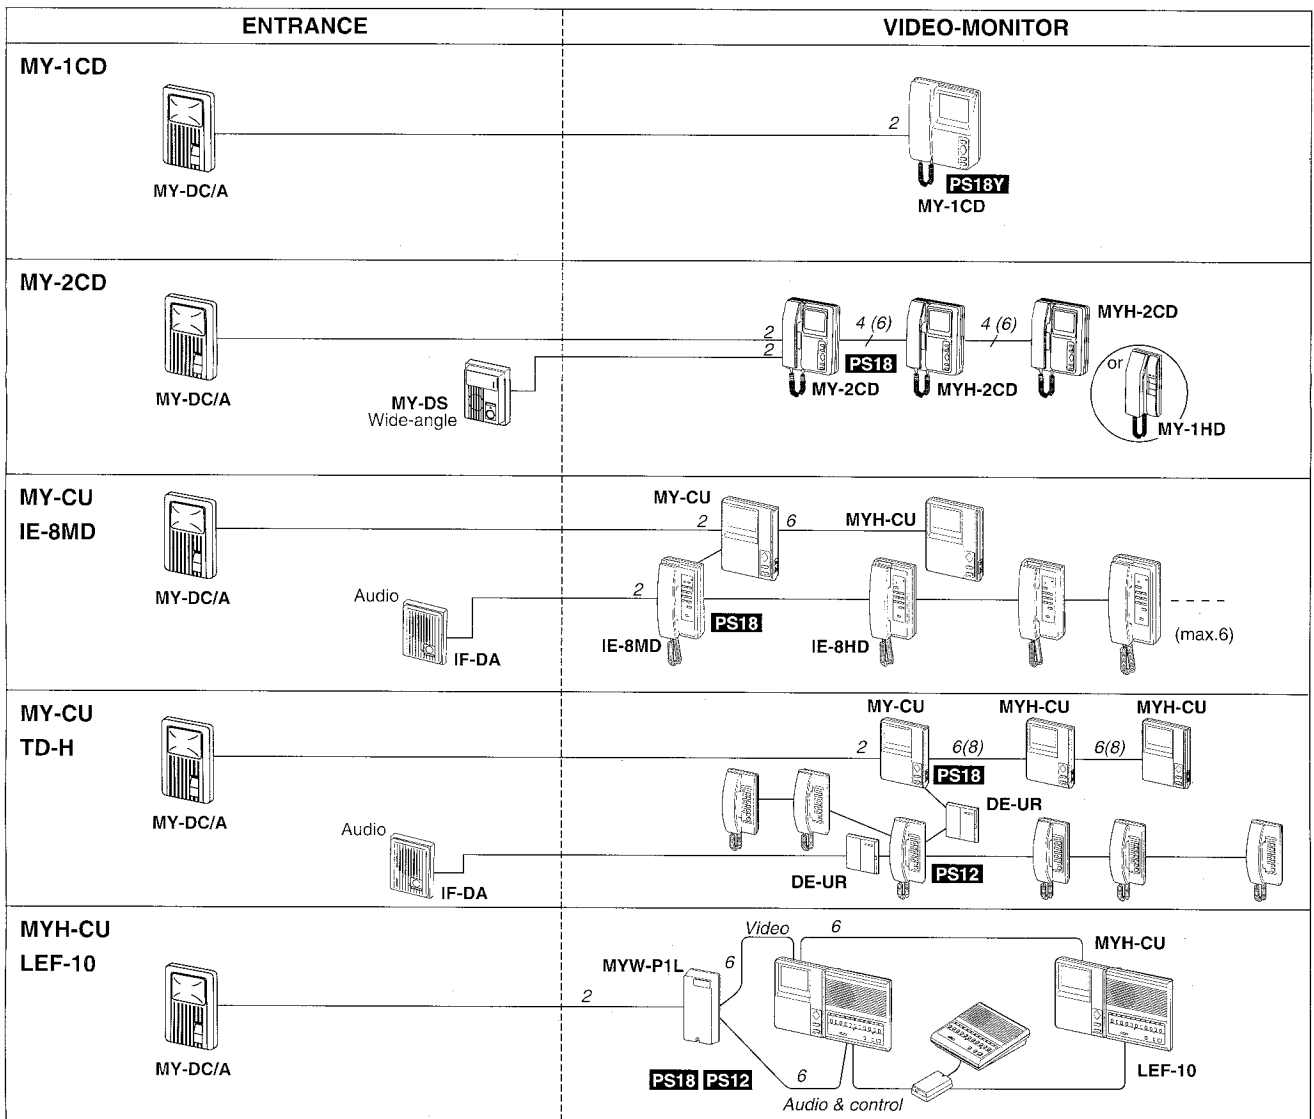 ENTRANCE
VIDEO-MONITOR
MY-1CD
MY-DC/A
2
PS18Y
MY-1CD
MY-2CD
MY-DC/A
MY-DS
Wide-angle
2
2
4 (6)
PS18
4 (6)
MY-2CD
MYH-2CD
MYH-2CD
or
MY-1HD
MY-CU
IE-8MD
MY-DC/A
Audio
IF-DA
MY-CU
2
6
MYH-CU
2
PS18
IE-8MD
IE-8HD
(max.6)
MY-CU
TD-H
MY-DC/A
Audio
IF-DA
MY-CU
MYH-CU
MYH-CU
2
6(8)
6(8)
PS18
DE-UR
DE-UR
PS12
MYH-CU
LEF-10
MY-DC/A
2
MYW-P1L
Video
6
6
MYH-CU
PS18 PS12
6
Audio & control
LEF-10